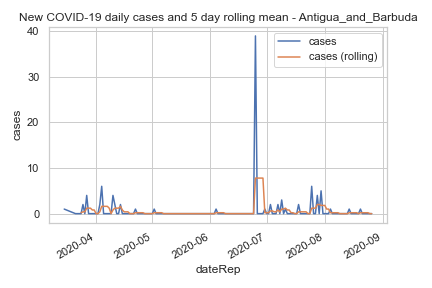 New COVID-19 daily cases and 5 day rolling mean - Antigua_and_Barbuda
cases
cases (rolling)
40
30
20
10
0
cases
2020-04
2020-05
2020-06
2020-07
2020-08
2020-09
dateRep